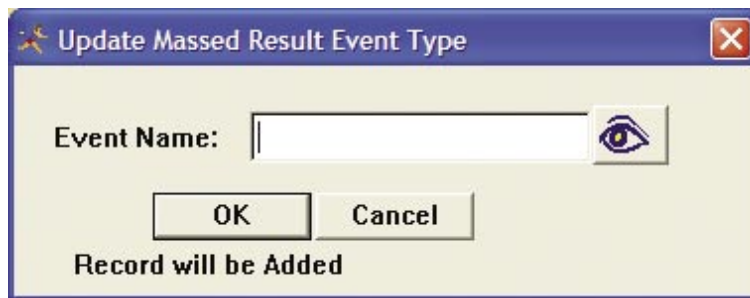 Update Massed Result Event Type
Event Name:
OK Cancel
Record will be Added